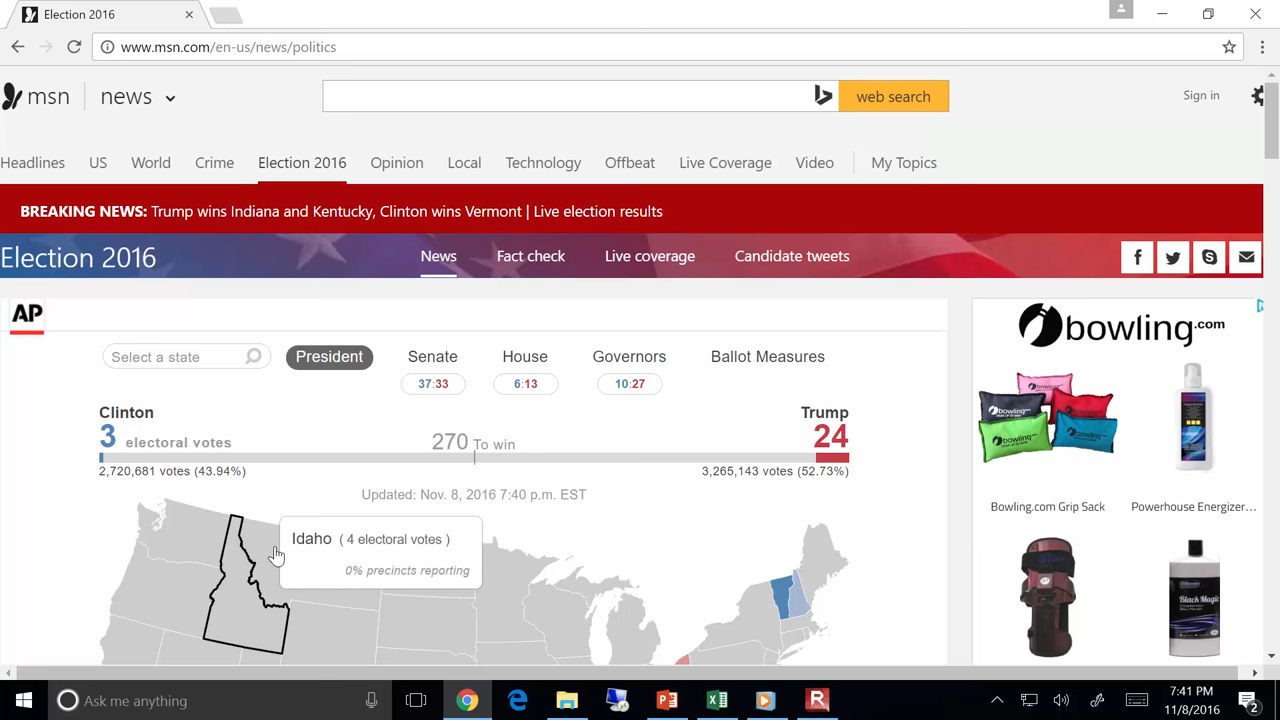 Election 2016
www.msn.com/en-us/news/politics
msn
news
web search
Sign in
Headlines US World Crime Election 2016 Opinion Local Technology Offbeat Live Coverage Video My Topics
BREAKING NEWS: Trump wins Indiana and Kentucky, Clinton wins Vermont | Live election results
Election 2016
News Fact check Live coverage Candidate tweets
AP
Select a state
President Senate House Governors Ballot Measures
37:33 6:13 10:27
Clinton Trump
3 electoral votes 270 To win 24
2,720,681 votes (43.94%) 3,265,143 votes (52.73%)
Updated: Nov. 8, 2016 7:40 p.m. EST
Idaho ( 4 electoral votes )
0% precincts reporting
bowling.com
Bowling.com Grip Sack Powerhouse Energizer…
Black Magic
Ask me anything
7:41 PM
11/8/2016
2